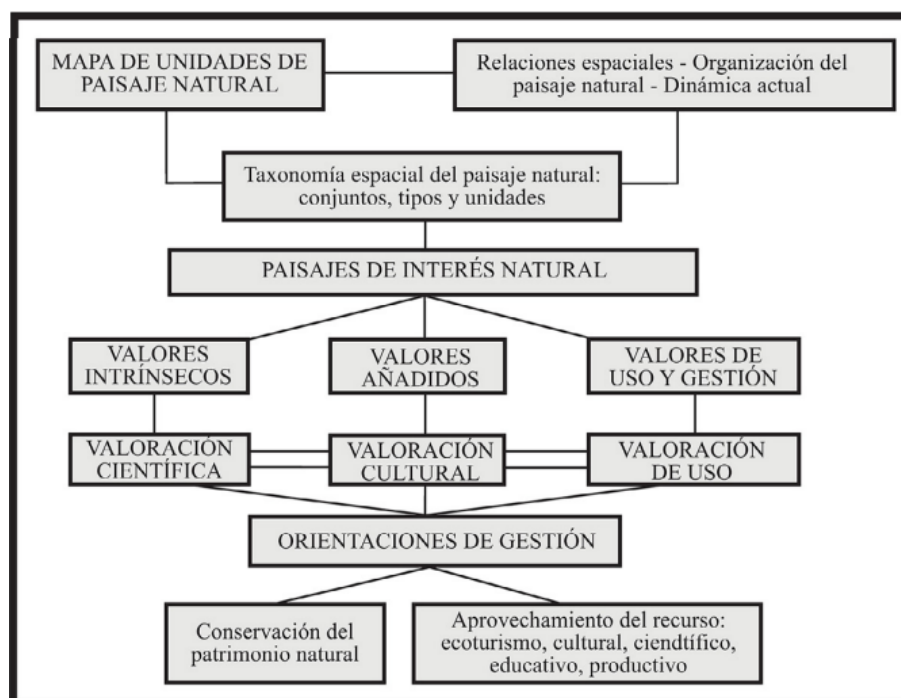 MAPA DE UNIDADES DE
PAISAJE NATURAL
Relaciones espaciales - Organización del
paisaje natural - Dinámica actual
Taxonomía espacial del paisaje natural:
conjuntos, tipos y unidades
PAISAJES DE INTERÉS NATURAL
VALORES
INTRÍNSECOS
VALORES
AÑADIDOS
VALORES DE
USO Y GESTIÓN
VALORACIÓN
CIENTÍFICA
VALORACIÓN
CULTURAL
VALORACIÓN
DE USO
ORIENTACIONES DE GESTIÓN
Conservación del
patrimonio natural
Aprovechamiento del recurso:
ecoturismo, cultural, ciendtífico,
educativo, productivo